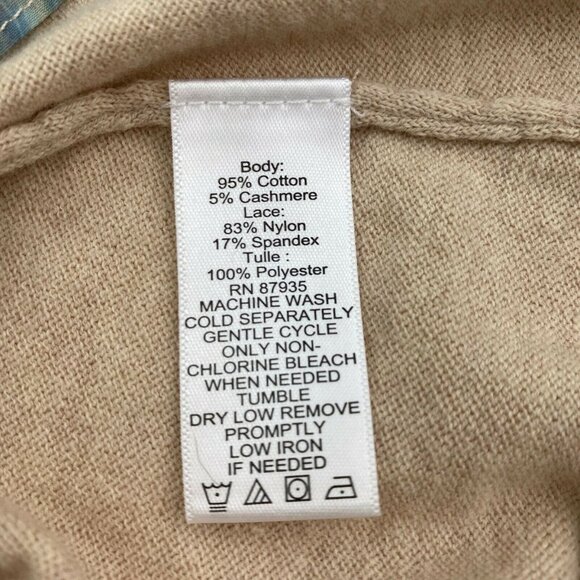 Body:
95% Cotton
5% Cashmere
Lace:
83% Nylon
17% Spandex
Tulle :
100% Polyester
RN 87935
MACHINE WASH
COLD SEPARATELY
GENTLE CYCLE
ONLY NON-
CHLORINE BLEACH
WHEN NEEDED
TUMBLE
DRY LOW REMOVE
PROMPTLY
LOW IRON
IF NEEDED